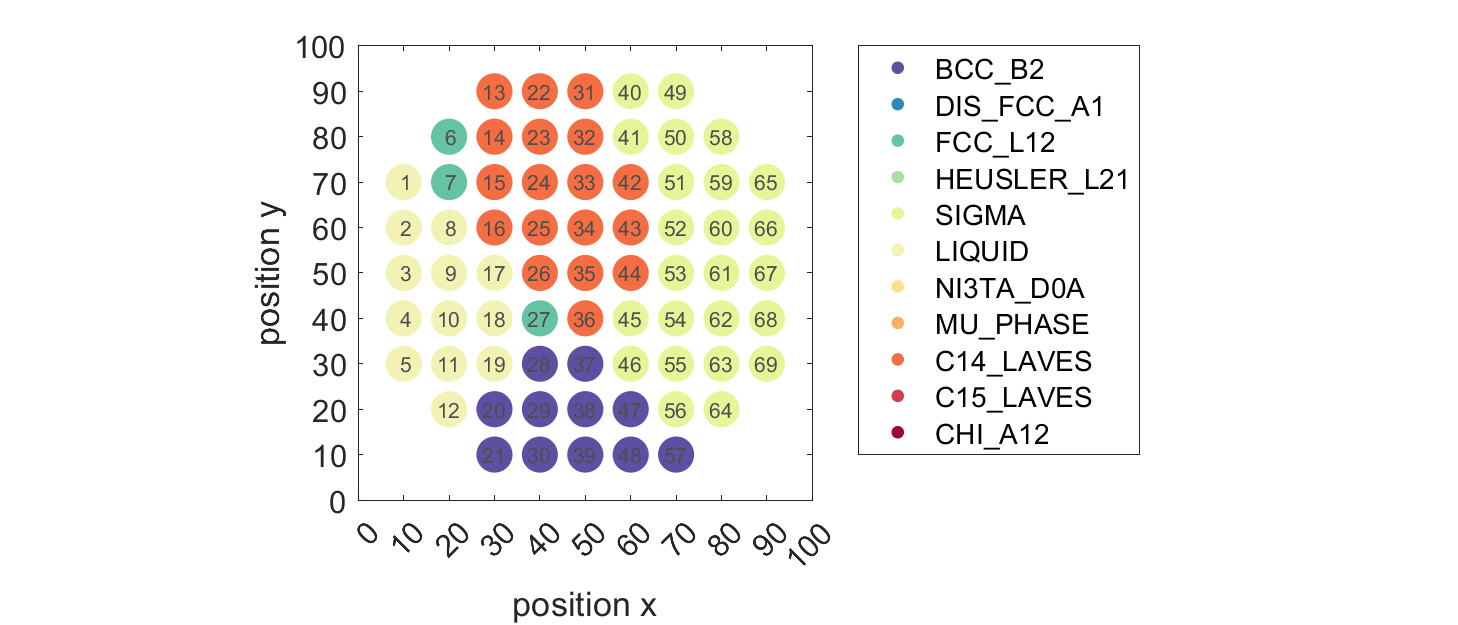 100
90
80
70
60
50
40
30
20
10
0
position y
13 22 31 40 49
6 14 23 32 41 50 58
1 7 15 24 33 42 51 59 65
2 8 16 25 34 43 52 60 66
3 9 17 26 35 44 53 61 67
4 10 18 27 36 45 54 62 68
5 11 19 28 37 46 55 63 69
12 20 29 38 47 56 64
21 30 39 48 57
0 10 20 30 40 50 60 70 80 90 100
position x
BCC_B2
DIS_FCC_A1
FCC_L12
HEUSLER_L21
SIGMA
LIQUID
NI3TA_D0A
MU_PHASE
C14_LAVES
C15_LAVES
CHI_A12